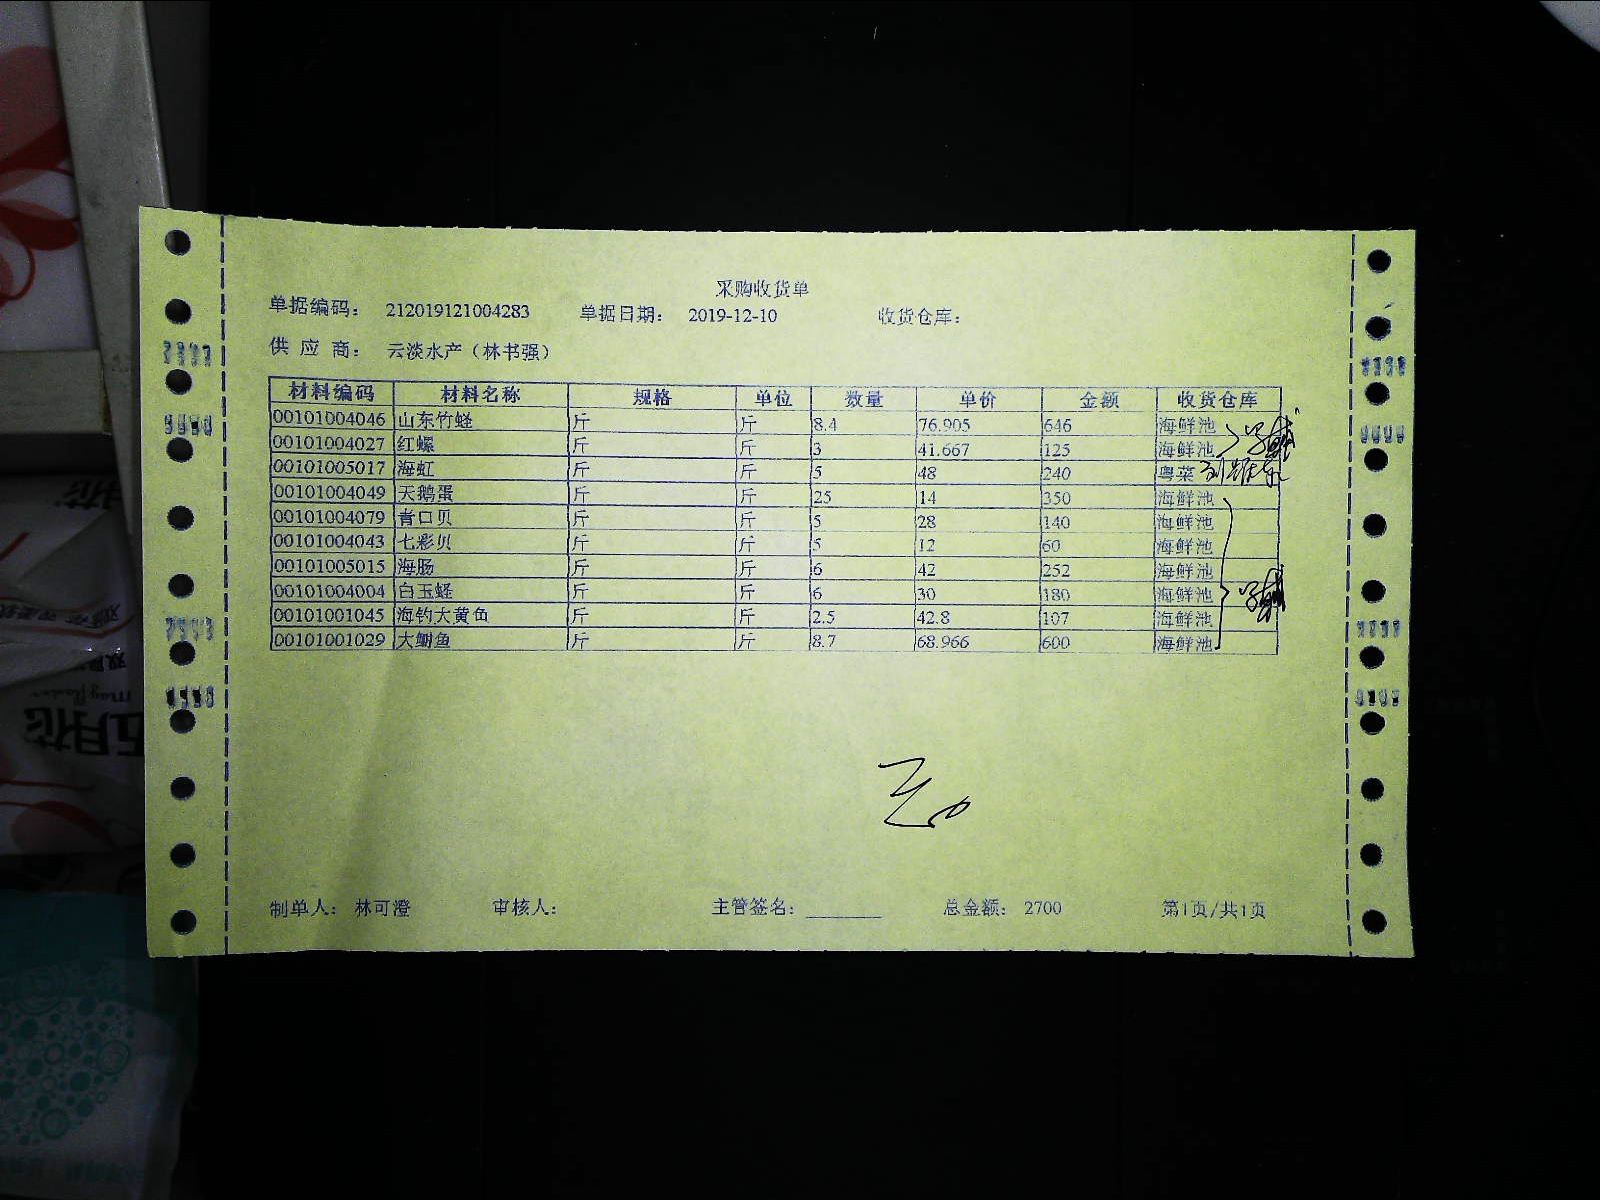 采购收货单
单据编码： 212019121004283 单据日期： 2019-12-10 收货仓库：
供 应 商： 云淡水产（林书强）
材料编码 材料名称 规格 单位 数量 单价 金额 收货仓库
00101004046 山东竹蛏 斤 斤 8.4 76.905 646 海鲜池
00101004027 红螺 斤 斤 3 41.667 125 海鲜池
00101005017 海虹 斤 斤 5 48 240 粤菜
00101004049 天鹅蛋 斤 斤 25 14 350 海鲜池
00101004079 青口贝 斤 斤 5 28 140 海鲜池
00101004043 七彩贝 斤 斤 5 12 60 海鲜池
00101005015 海肠 斤 斤 6 42 252 海鲜池
00101004004 白玉蛏 斤 斤 6 30 180 海鲜池
00101001045 海钓大黄鱼 斤 斤 2.5 42.8 107 海鲜池
00101001029 大鲷鱼 斤 斤 8.7 68.966 600 海鲜池
制单人： 林可澄 审核人： 主管签名： 总金额： 2700 第1页/共1页